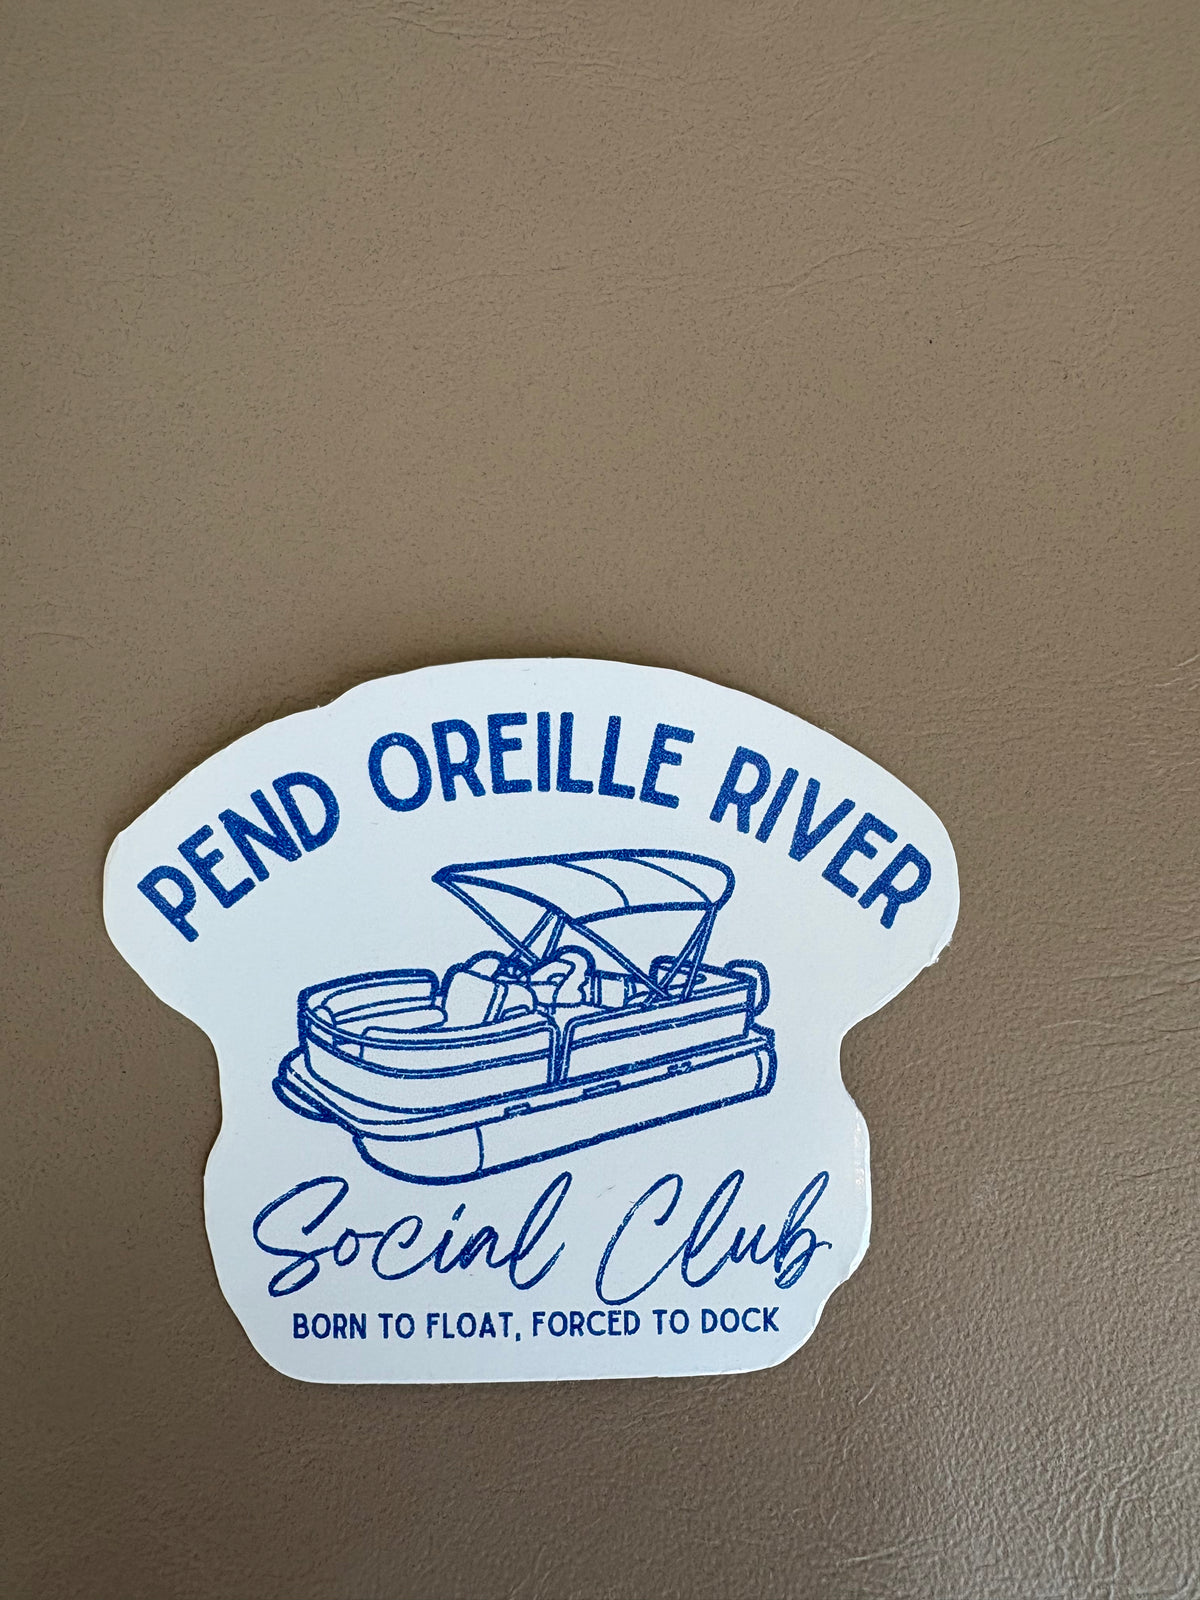 PEND OREILLE RIVER
Social Club
BORN TO FLOAT, FORCED TO DOCK